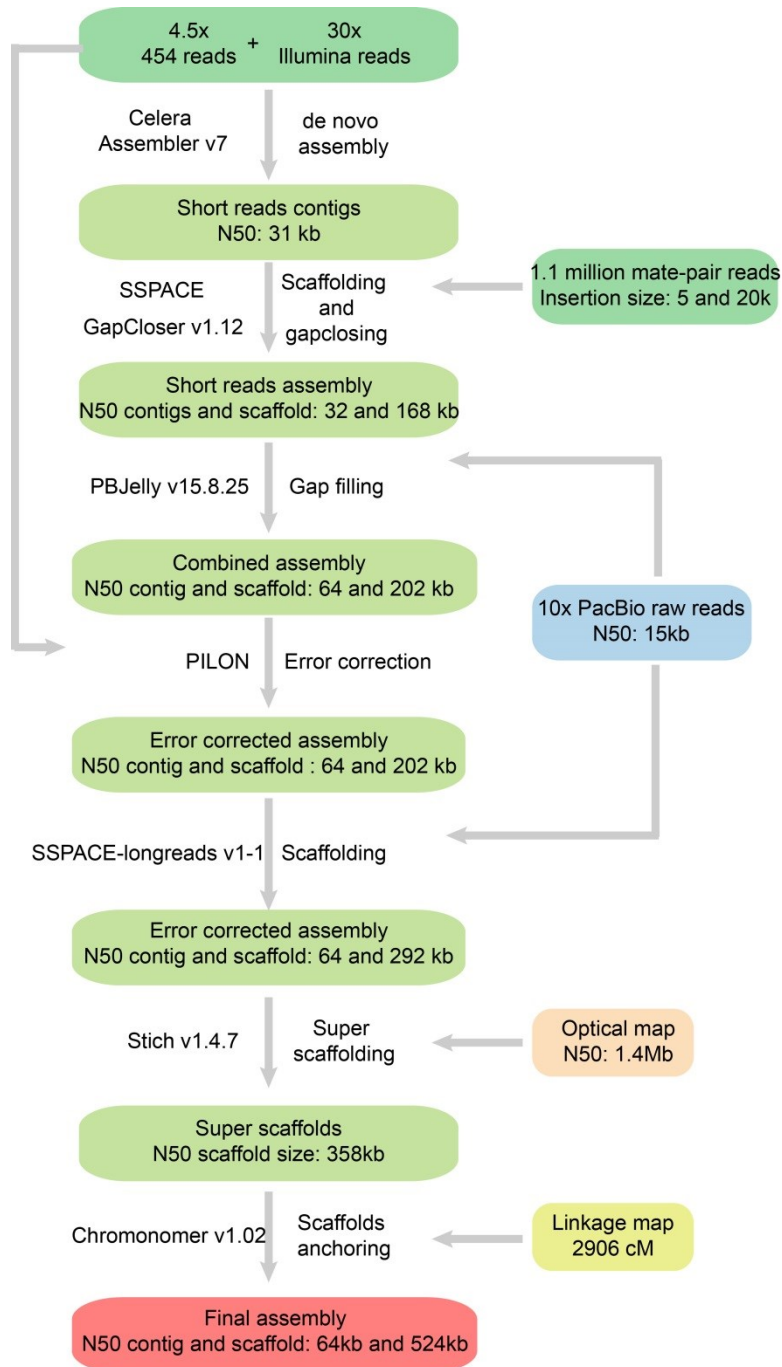 4.5x
454 reads
+
30x
Illumina reads
Celera
Assembler v7
de novo
assembly
Short reads contigs
N50: 31 kb
SSPACE
GapCloser v1.12
Scaffolding
and
gapclosing
1.1 million mate-pair reads
Insertion size: 5 and 20k
Short reads assembly
N50 contigs and scaffold: 32 and 168 kb
PBJelly v15.8.25
Gap filling
Combined assembly
N50 contig and scaffold: 64 and 202 kb
10x PacBio raw reads
N50: 15kb
PILON
Error correction
Error corrected assembly
N50 contig and scaffold : 64 and 202 kb
SSPACE-longreads v1-1
Scaffolding
Error corrected assembly
N50 contig and scaffold: 64 and 292 kb
Stich v1.4.7
Super
scaffolding
Optical map
N50: 1.4Mb
Super scaffolds
N50 scaffold size: 358kb
Chromonomer v1.02
Scaffolds
anchoring
Linkage map
2906 cM
Final assembly
N50 contig and scaffold: 64kb and 524kb